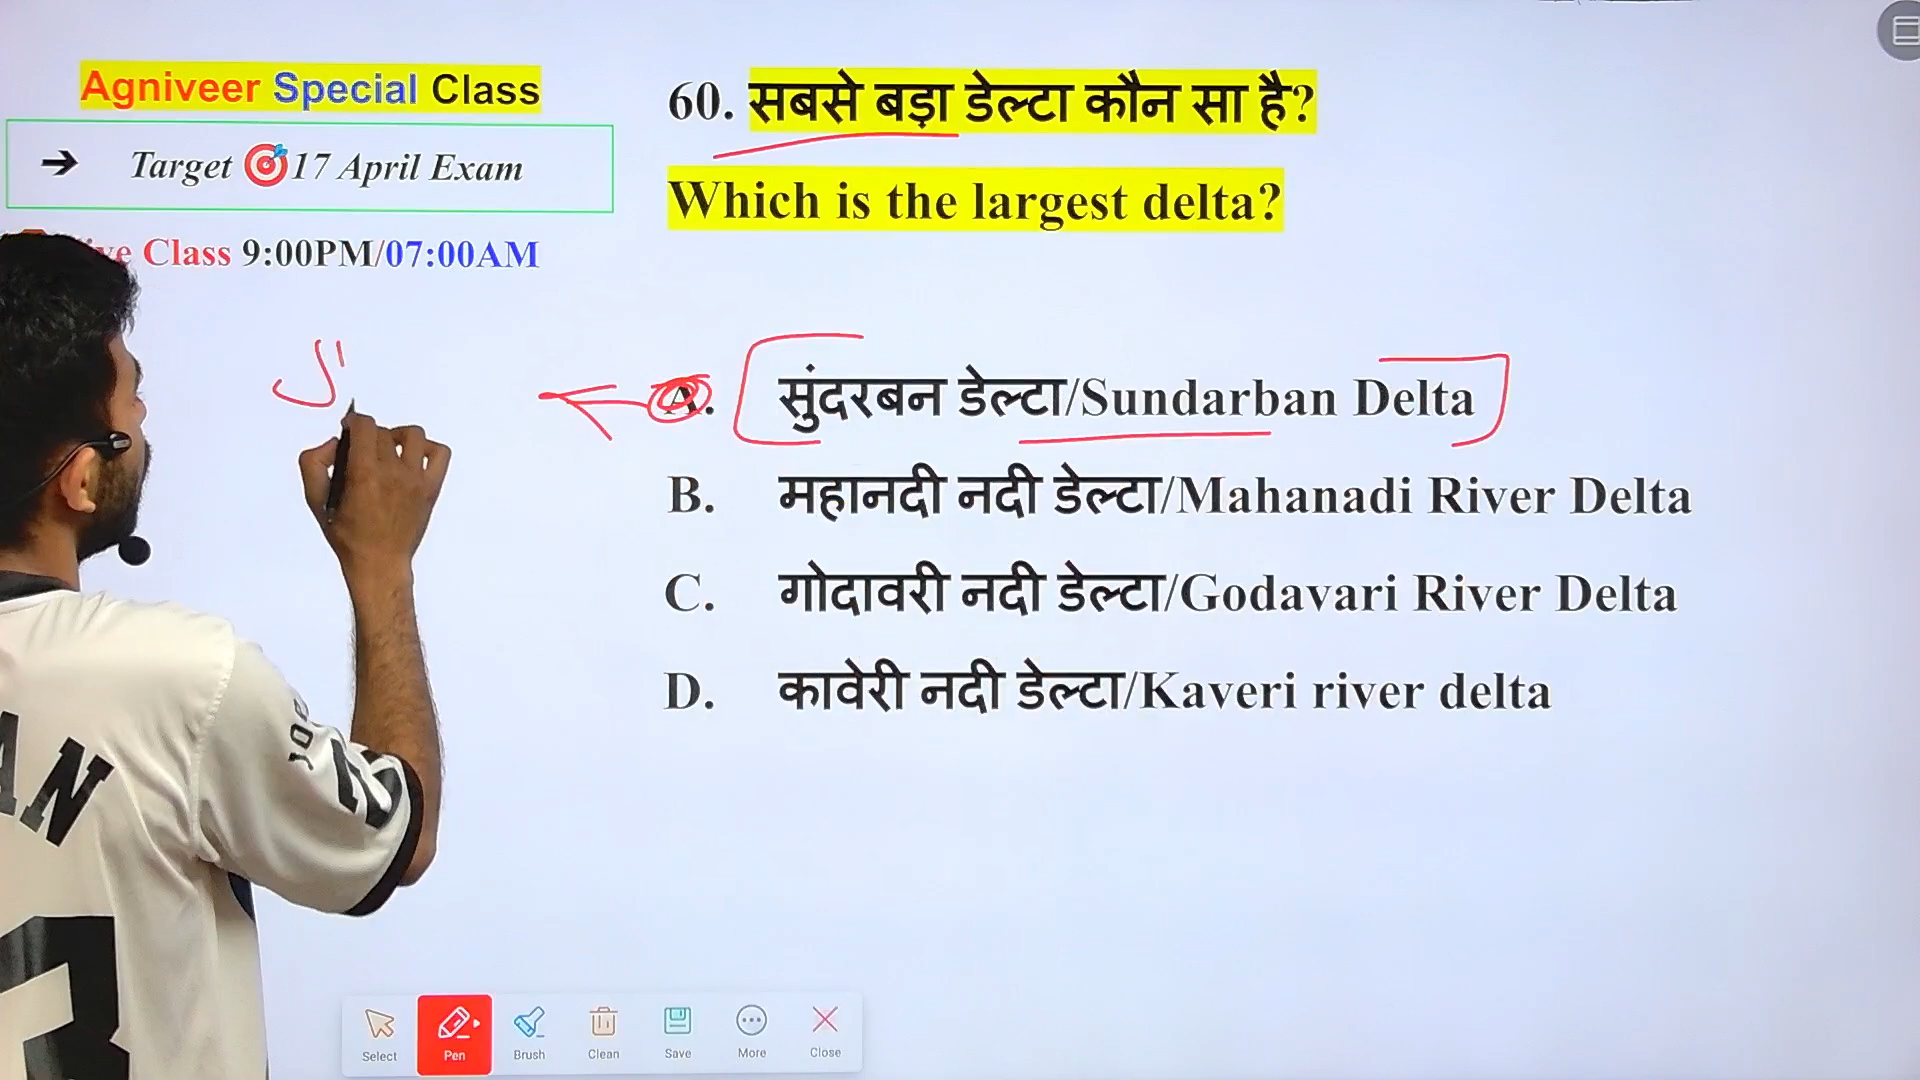 Agniveer Special Class
→ Target 17 April Exam
Class 9:00PM/07:00AM
60. सबसे बड़ा डेल्टा कौन सा है?
Which is the largest delta?
A. सुंदरबन डेल्टा/Sundarban Delta
B. महानदी नदी डेल्टा/Mahanadi River Delta
C. गोदावरी नदी डेल्टा/Godavari River Delta
D. कावेरी नदी डेल्टा/Kaveri river delta
Select Pen Brush Clean Save More Close